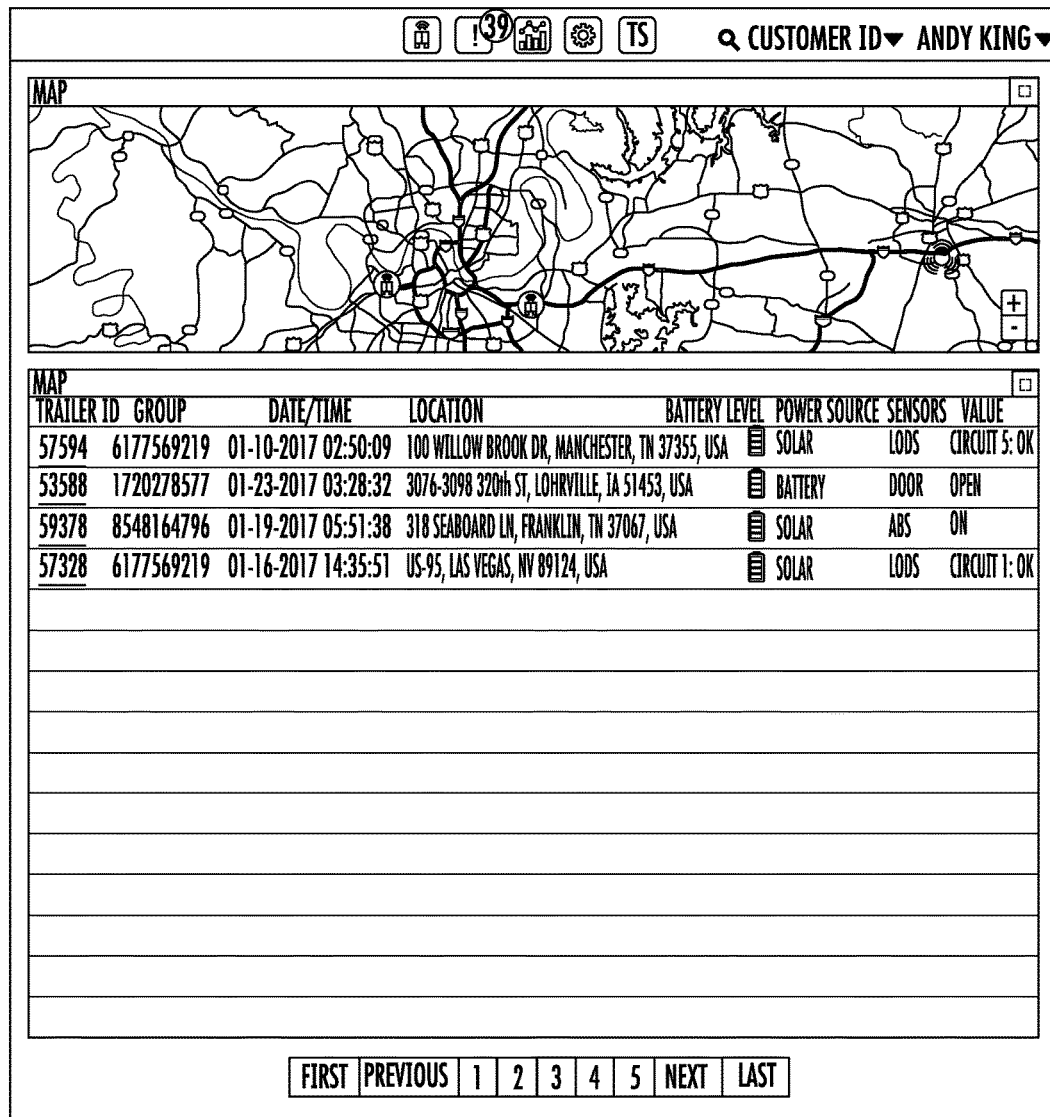 ! 39 TS CUSTOMER ID ANDY KING
MAP
+
-
MAP
TRAILER ID GROUP DATE/TIME LOCATION BATTERY LEVEL POWER SOURCE SENSORS VALUE
57594 6177569219 01-10-2017 02:50:09 100 WILLOW BROOK DR, MANCHESTER, TN 37355, USA SOLAR LODS CIRCUIT 5: OK
53588 1720278577 01-23-2017 03:28:32 3076-3098 320th ST, LOHRVILLE, IA 51453, USA BATTERY DOOR OPEN
59378 8548164796 01-19-2017 05:51:38 318 SEABOARD LN, FRANKLIN, TN 37067, USA SOLAR ABS ON
57328 6177569219 01-16-2017 14:35:51 US-95, LAS VEGAS, NV 89124, USA SOLAR LODS CIRCUIT 1: OK
FIRST PREVIOUS 1 2 3 4 5 NEXT LAST